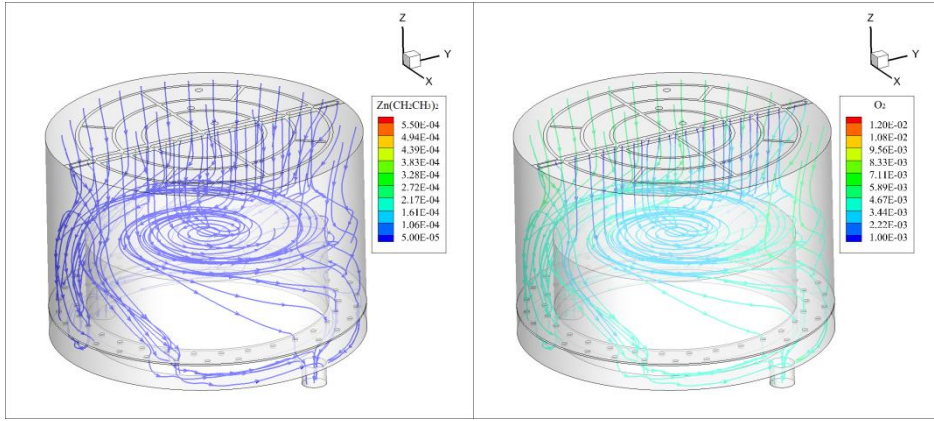 Z
Y
X
Zn(CH2CH3)2
5.50E-04
4.94E-04
4.39E-04
3.83E-04
3.28E-04
2.72E-04
2.17E-04
1.61E-04
1.06E-04
5.00E-05
Z
Y
X
O2
1.20E-02
1.08E-02
9.56E-03
8.33E-03
7.11E-03
5.89E-03
4.67E-03
3.44E-03
2.22E-03
1.00E-03